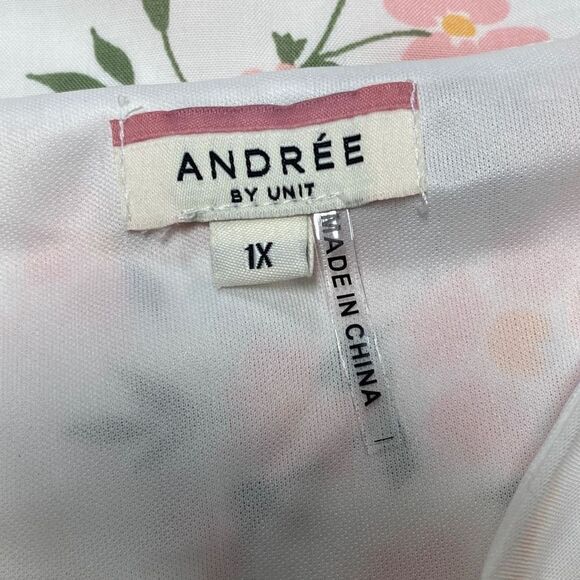 ANDRÉE
BY UNIT
1X
MADE IN CHINA